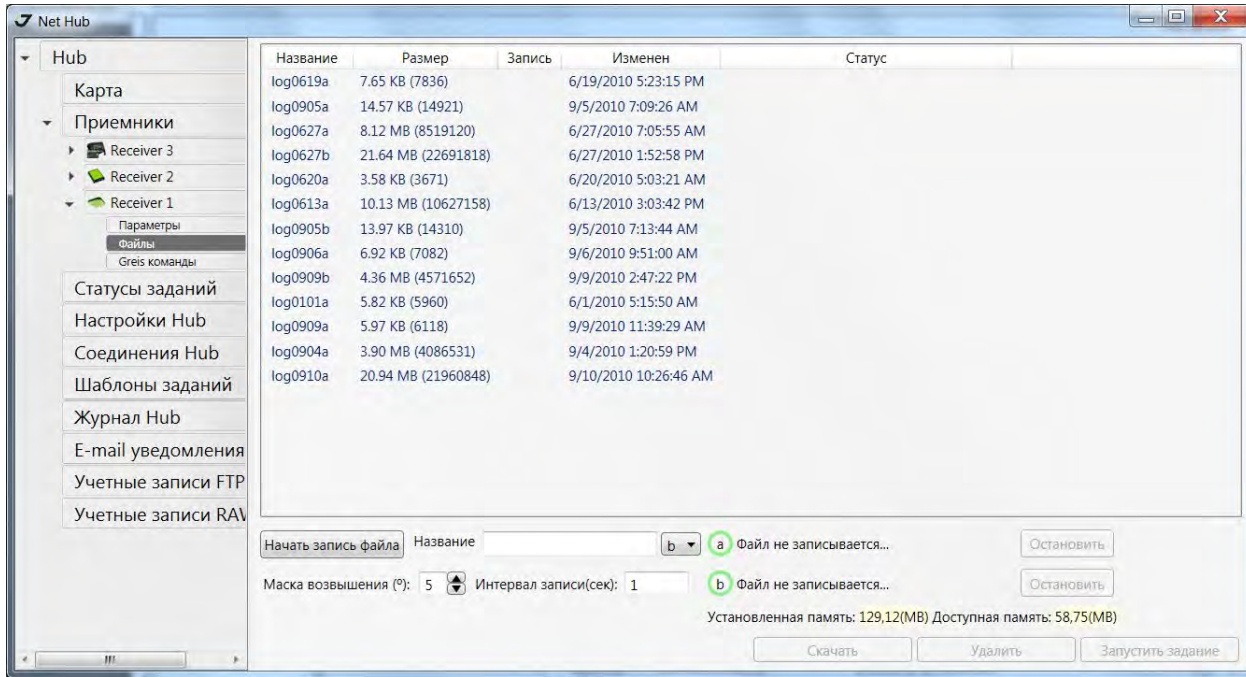 Net Hub
Hub
Карта
Приемники
Receiver 3
Receiver 2
Receiver 1
Параметры
Файлы
Greis команды
Статусы заданий
Настройки Hub
Соединения Hub
Шаблоны заданий
Журнал Hub
E-mail уведомления
Учетные записи FTP
Учетные записи RAW
Название Размер Запись Изменен Статус
log0619a 7.65 KB (7836) 6/19/2010 5:23:15 PM
log0905a 14.57 KB (14921) 9/5/2010 7:09:26 AM
log0627a 8.12 MB (8519120) 6/27/2010 7:05:55 AM
log0627b 21.64 MB (22691818) 6/27/2010 1:52:58 PM
log0620a 3.58 KB (3671) 6/20/2010 5:03:21 AM
log0613a 10.13 MB (10627158) 6/13/2010 3:03:42 PM
log0905b 13.97 KB (14310) 9/5/2010 7:13:44 AM
log0906a 6.92 KB (7082) 9/6/2010 9:51:00 AM
log0909b 4.36 MB (4571652) 9/9/2010 2:47:22 PM
log0101a 5.82 KB (5960) 6/1/2010 5:15:50 AM
log0909a 5.97 KB (6118) 9/9/2010 11:39:29 AM
log0904a 3.90 MB (4086531) 9/4/2010 1:20:59 PM
log0910a 20.94 MB (21960848) 9/10/2010 10:26:46 AM
Начать запись файла Название b a Файл не записывается... Остановить
Маска возвышения (º): 5 Интервал записи(сек): 1 b Файл не записывается... Остановить
Установленная память: 129,12(MB) Доступная память: 58,75(MB)
Скачать Удалить Запустить задание